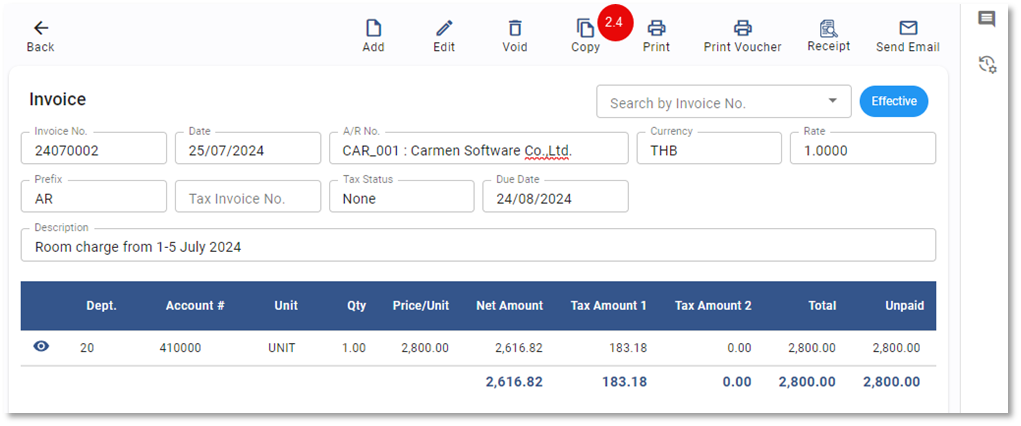 2.4
Back Add Edit Void Copy Print Print Voucher Receipt Send Email
Invoice Search by Invoice No. Effective
Invoice No. Date A/R No. Currency Rate
24070002 25/07/2024 CAR_001 : Carmen Software Co.,Ltd. THB 1.0000
Prefix Tax Status Due Date
AR Tax Invoice No. None 24/08/2024
Description
Room charge from 1-5 July 2024
Dept. Account # Unit Qty Price/Unit Net Amount Tax Amount 1 Tax Amount 2 Total Unpaid
20 410000 UNIT 1.00 2,800.00 2,616.82 183.18 0.00 2,800.00 2,800.00
2,616.82 183.18 0.00 2,800.00 2,800.00